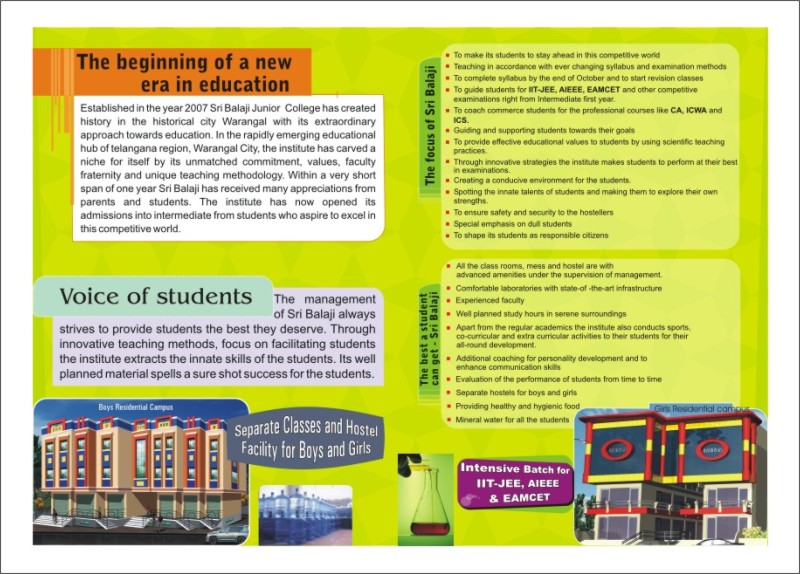 The beginning of a new
era in education
Established in the year 2007 Sri Balaji Junior College has created
history in the historical city Warangal with its extraordinary
approach towards education. In the rapidly emerging educational
hub of telangana region, Warangal City, the institute has carved a
niche for itself by its unmatched commitment, values, faculty
fraternity and unique teaching methodology. Within a very short
span of one year Sri Balaji has received many appreciations from
parents and students. The institute has now opened its
admissions into intermediate from students who aspire to excel in
this competitive world.
Voice of students
The management
of Sri Balaji always
strives to provide students the best they deserve. Through
innovative teaching methods, focus on facilitating students
the institute extracts the innate skills of the students. Its well
planned material spells a sure shot success for the students.
Boys Residential Campus
Separate Classes and Hostel
Facility for Boys and Girls
The focus of Sri Balaji
To make its students to stay ahead in this competitive world
Teaching in accordance with ever changing syllabus and examination methods
To complete syllabus by the end of October and to start revision classes
To guide students for IIT-JEE, AIEEE, EAMCET and other competitive
examinations right from Intermediate first year.
To coach commerce students for the professional courses like CA, ICWA and
ICS.
Guiding and supporting students towards their goals
To provide effective educational values to students by using scientific teaching
practices.
Through innovative strategies the institute makes students to perform at their best
in examinations.
Creating a conducive environment for the students.
Spotting the innate talents of students and making them to explore their own
strengths.
To ensure safety and security to the hostellers
Special emphasis on dull students
To shape its students as responsible citizens
The best a student
can get - Sri Balaji
All the class rooms, mess and hostel are with
advanced amenities under the supervision of management.
Comfortable laboratories with state-of -the-art infrastructure
Experienced faculty
Well planned study hours in serene surroundings
Apart from the regular academics the institute also conducts sports,
co-curricular and extra curricular activities to their students for their
all-round development.
Additional coaching for personality development and to
enhance communication skills
Evaluation of the performance of students from time to time
Separate hostels for boys and girls
Providing healthy and hygienic food
Mineral water for all the students
Girls Residential campus
Intensive Batch for
IIT-JEE, AIEEE
& EAMCET